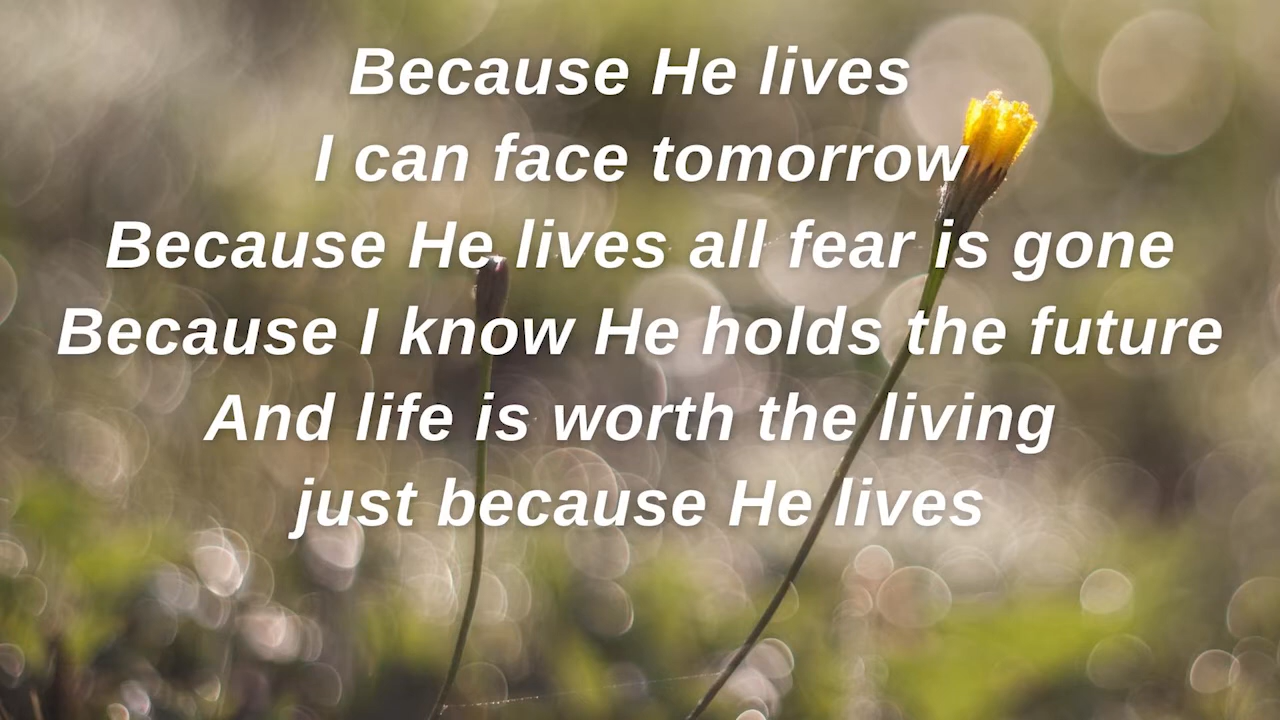 Because He lives
I can face tomorrow
Because He lives all fear is gone
Because I know He holds the future
And life is worth the living
just because He lives